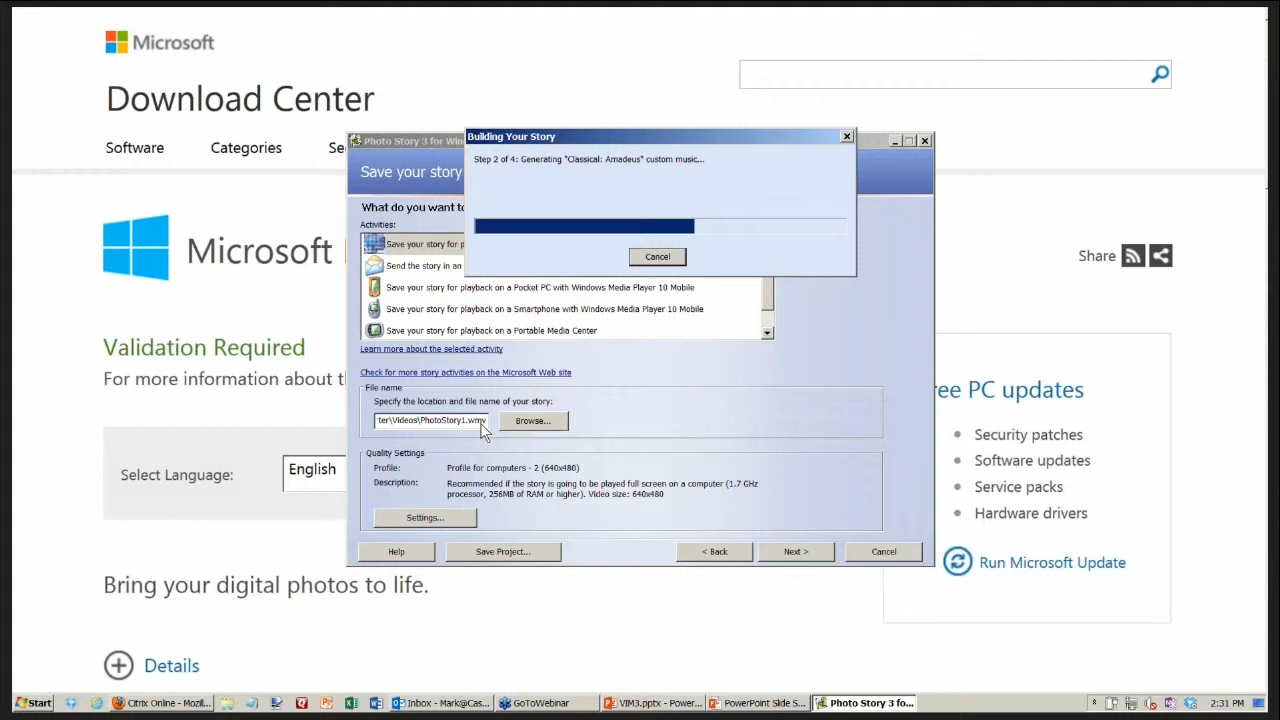 Microsoft
Download Center
Software
Categories
Se
Photo Story 3 for Win
Building Your Story
Step 2 of 4: Generating "Classical: Amadeus" custom music...
Cancel
Save your story
What do you want to
Activities:
Save your story for p
Send the story in an
Save your story for playback on a Pocket PC with Windows Media Player 10 Mobile
Save your story for playback on a Smartphone with Windows Media Player 10 Mobile
Save your story for playback on a Portable Media Center
Learn more about the selected activity
Check for more story activities on the Microsoft Web site
File name
Specify the location and file name of your story:
ter\Videos\PhotoStory1.wmv
Browse...
Quality Settings
Profile: Profile for computers - 2 (640x480)
Description: Recommended if the story is going to be played full screen on a computer (1.7 GHz
processor, 256MB of RAM or higher). Video size: 640x480
Settings...
Help
Save Project...
< Back
Next >
Cancel
Microsoft
Share
Validation Required
For more information about th
Select Language:
English
ree PC updates
Security patches
Software updates
Service packs
Hardware drivers
Run Microsoft Update
Bring your digital photos to life.
Details
Start
Citrix Online - Mozil...
Inbox - Mark@Cas...
GoToWebinar
VIM3.pptx - Power...
PowerPoint Slide S...
Photo Story 3 fo...
2:31 PM